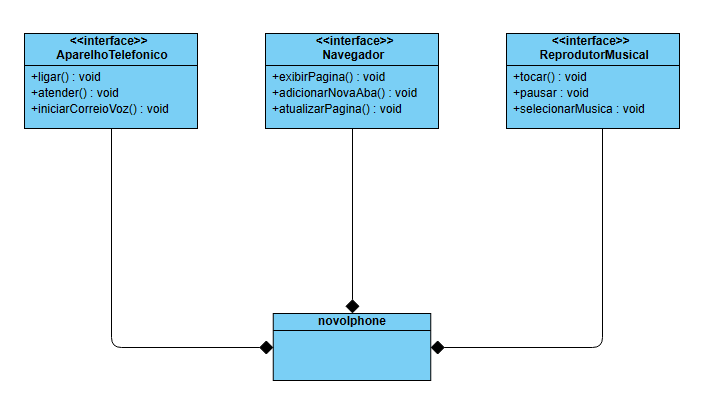 <<interface>>
AparelhoTelefonico
+ligar() : void
+atender() : void
+iniciarCorreioVoz() : void
<<interface>>
Navegador
+exibirPagina() : void
+adicionarNovaAba() : void
+atualizarPagina() : void
<<interface>>
ReprodutorMusical
+tocar() : void
+pausar : void
+selecionarMusica : void
novoIphone